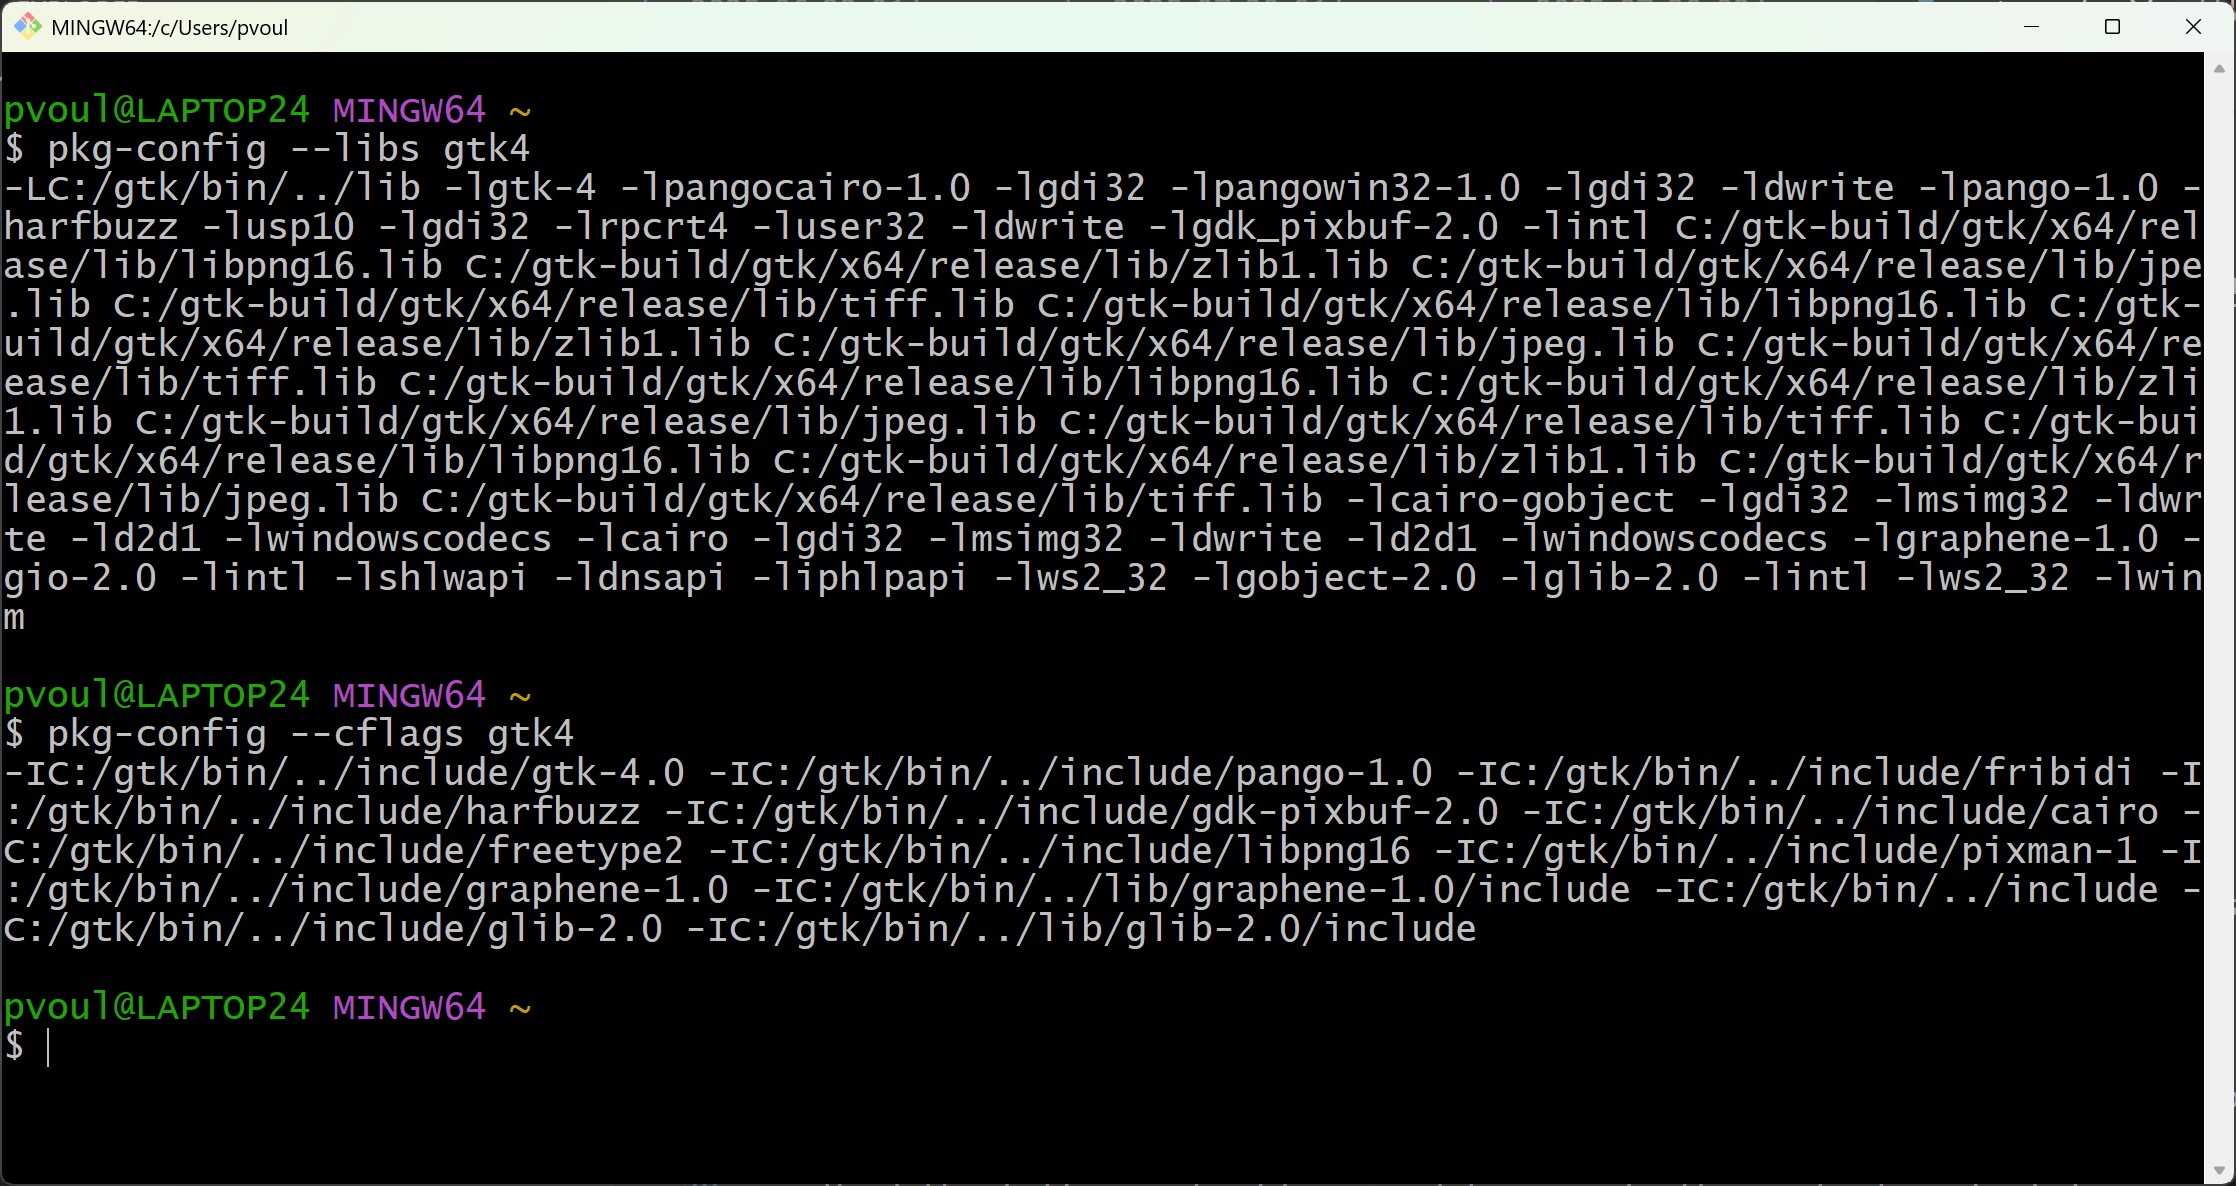 MINGW64:/c/Users/pvoul
pvoul@LAPTOP24 MINGW64 ~
$ pkg-config --libs gtk4
-LC:/gtk/bin/../lib -lgtk-4 -lpangocairo-1.0 -lgdi32 -lpangowin32-1.0 -lgdi32 -ldwrite -lpango-1.0 -
harfbuzz -lusp10 -lgdi32 -lrpcrt4 -luser32 -ldwrite -lgdk_pixbuf-2.0 -lintl C:/gtk-build/gtk/x64/rel
ase/lib/libpng16.lib C:/gtk-build/gtk/x64/release/lib/zlib1.lib C:/gtk-build/gtk/x64/release/lib/jpe
.lib C:/gtk-build/gtk/x64/release/lib/tiff.lib C:/gtk-build/gtk/x64/release/lib/libpng16.lib C:/gtk-
uild/gtk/x64/release/lib/zlib1.lib C:/gtk-build/gtk/x64/release/lib/jpeg.lib C:/gtk-build/gtk/x64/re
ease/lib/tiff.lib C:/gtk-build/gtk/x64/release/lib/libpng16.lib C:/gtk-build/gtk/x64/release/lib/zli
1.lib C:/gtk-build/gtk/x64/release/lib/jpeg.lib C:/gtk-build/gtk/x64/release/lib/tiff.lib C:/gtk-bui
d/gtk/x64/release/lib/libpng16.lib C:/gtk-build/gtk/x64/release/lib/zlib1.lib C:/gtk-build/gtk/x64/r
lease/lib/jpeg.lib C:/gtk-build/gtk/x64/release/lib/tiff.lib -lcairo-gobject -lgdi32 -lmsimg32 -ldwr
te -ld2d1 -lwindowscodecs -lcairo -lgdi32 -lmsimg32 -ldwrite -ld2d1 -lwindowscodecs -lgraphene-1.0 -
gio-2.0 -lintl -lshlwapi -ldnsapi -liphlpapi -lws2_32 -lgobject-2.0 -lglib-2.0 -lintl -lws2_32 -lwin
m
pvoul@LAPTOP24 MINGW64 ~
$ pkg-config --cflags gtk4
-IC:/gtk/bin/../include/gtk-4.0 -IC:/gtk/bin/../include/pango-1.0 -IC:/gtk/bin/../include/fribidi -I
:/gtk/bin/../include/harfbuzz -IC:/gtk/bin/../include/gdk-pixbuf-2.0 -IC:/gtk/bin/../include/cairo -
C:/gtk/bin/../include/freetype2 -IC:/gtk/bin/../include/libpng16 -IC:/gtk/bin/../include/pixman-1 -I
:/gtk/bin/../include/graphene-1.0 -IC:/gtk/bin/../lib/graphene-1.0/include -IC:/gtk/bin/../include -
C:/gtk/bin/../include/glib-2.0 -IC:/gtk/bin/../lib/glib-2.0/include
pvoul@LAPTOP24 MINGW64 ~
$